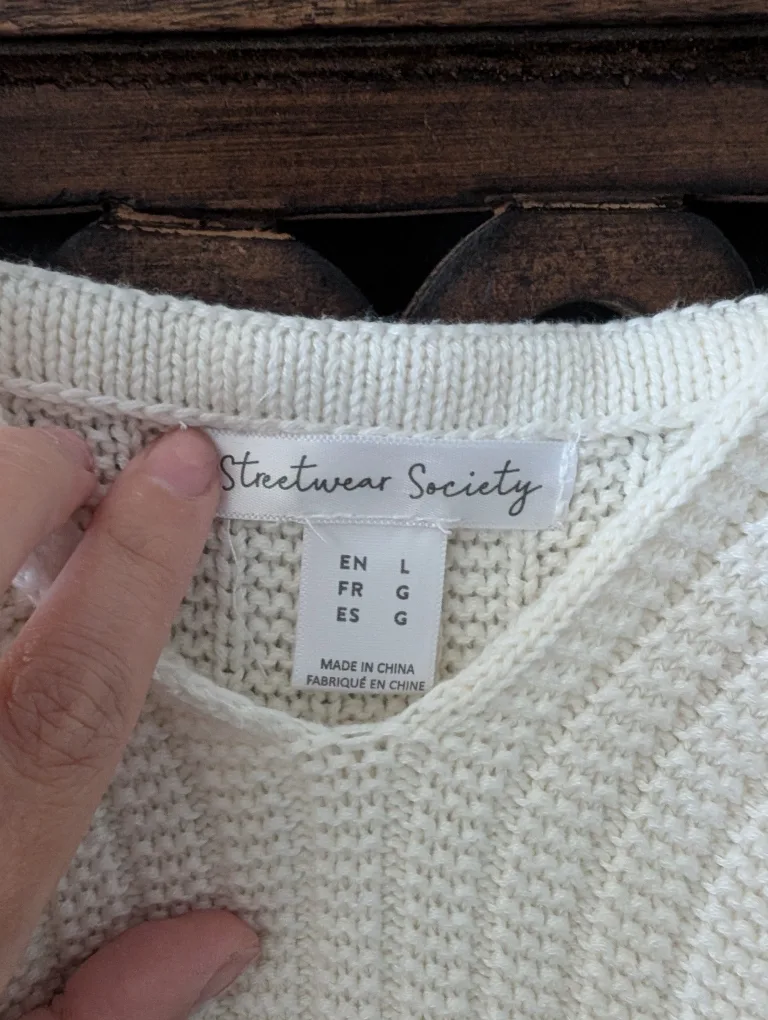 Streetwear Society
EN L
FR G
ES G
MADE IN CHINA
FABRIQUÉ EN CHINE